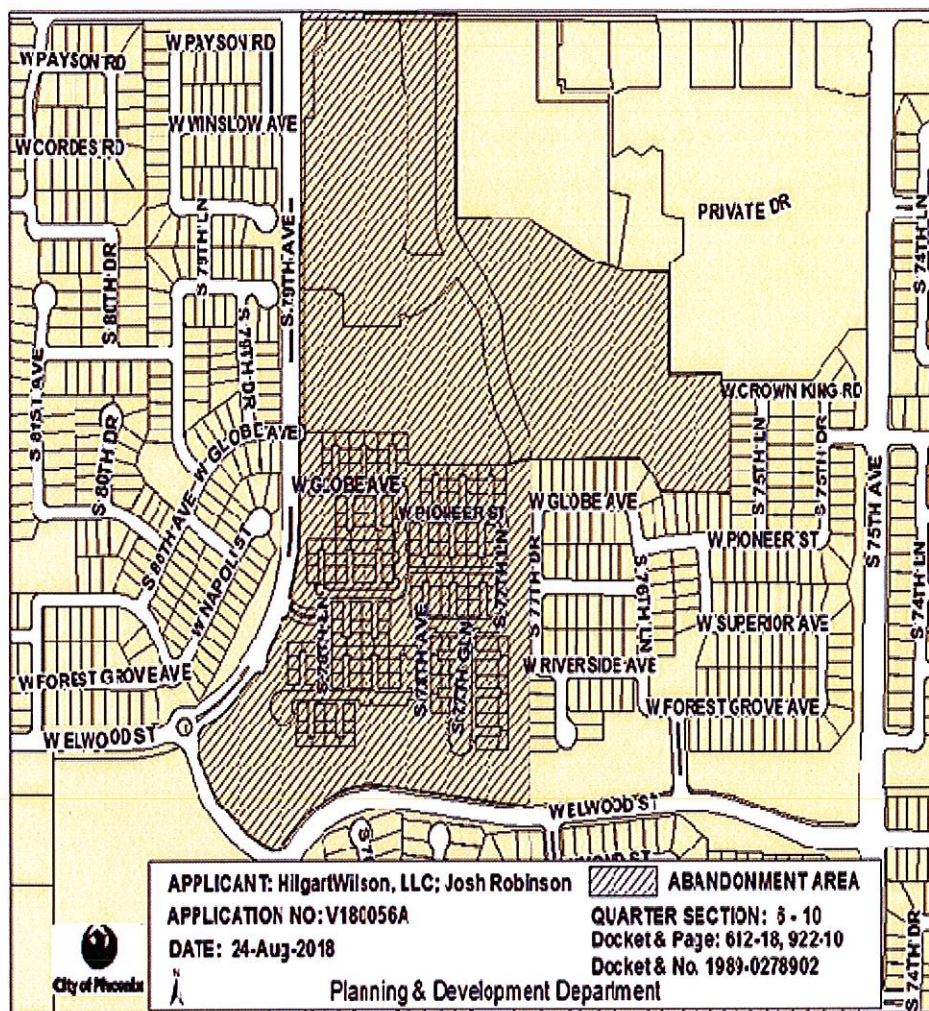 W PAYSON RD
W PAYSON RD
W WINSLOW AVE
W CORDES RD
S 79TH LN
S 80TH DR
S 79TH AVE
PRIVATE DR
S 74TH LN
S 81ST AVE
S 79TH DR
S 80TH DR
W GLOBE AVE
W CROWN KING RD
S 75TH LN
S 75TH DR
S 75TH AVE
S 80TH AVE
W NAPOLI ST
W GLOBE AVE
W PIONEER ST
W GLOBE AVE
W PIONEER ST
S 77TH LN
S 77TH DR
S 76TH LN
S 74TH LN
W SUPERIOR AVE
S 78TH LN
S 78TH AVE
S 77TH GLN
W RIVERSIDE AVE
W FOREST GROVE AVE
W FOREST GROVE AVE
W ELWOOD ST
W ELWOOD ST
S 74TH DR
APPLICANT: HilgartWilson, LLC; Josh Robinson
ABANDONMENT AREA
APPLICATION NO: V180056A
QUARTER SECTION: 6 - 10
Docket & Page: 612-18, 922-10
DATE: 24-Aug-2018
Docket & No. 1989-0278902
City of Phoenix
N
Planning & Development Department